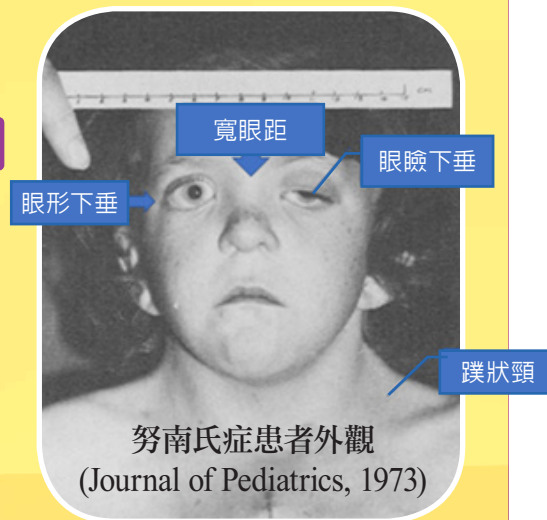 寬眼距
眼瞼下垂
眼形下垂
蹼狀頸
努南氏症患者外觀
(Journal of Pediatrics, 1973)